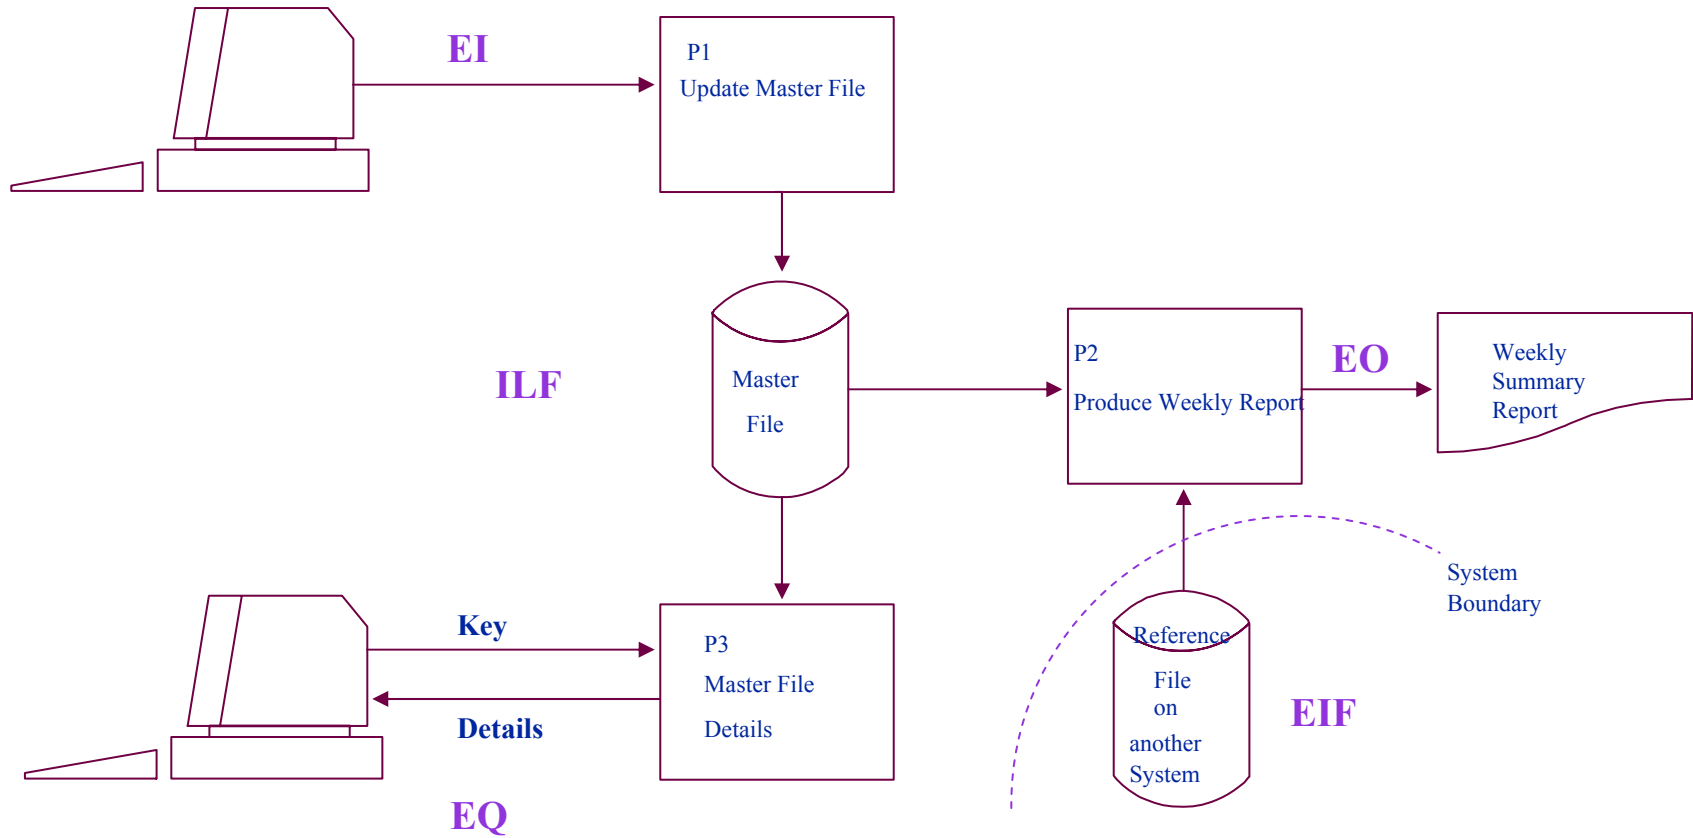 EI
P1
Update Master File
ILF
Master
File
P2
Produce Weekly Report
EO
Weekly
Summary
Report
System
Boundary
Key
Details
P3
Master File
Details
Reference
File
on
another
System
EIF
EQ